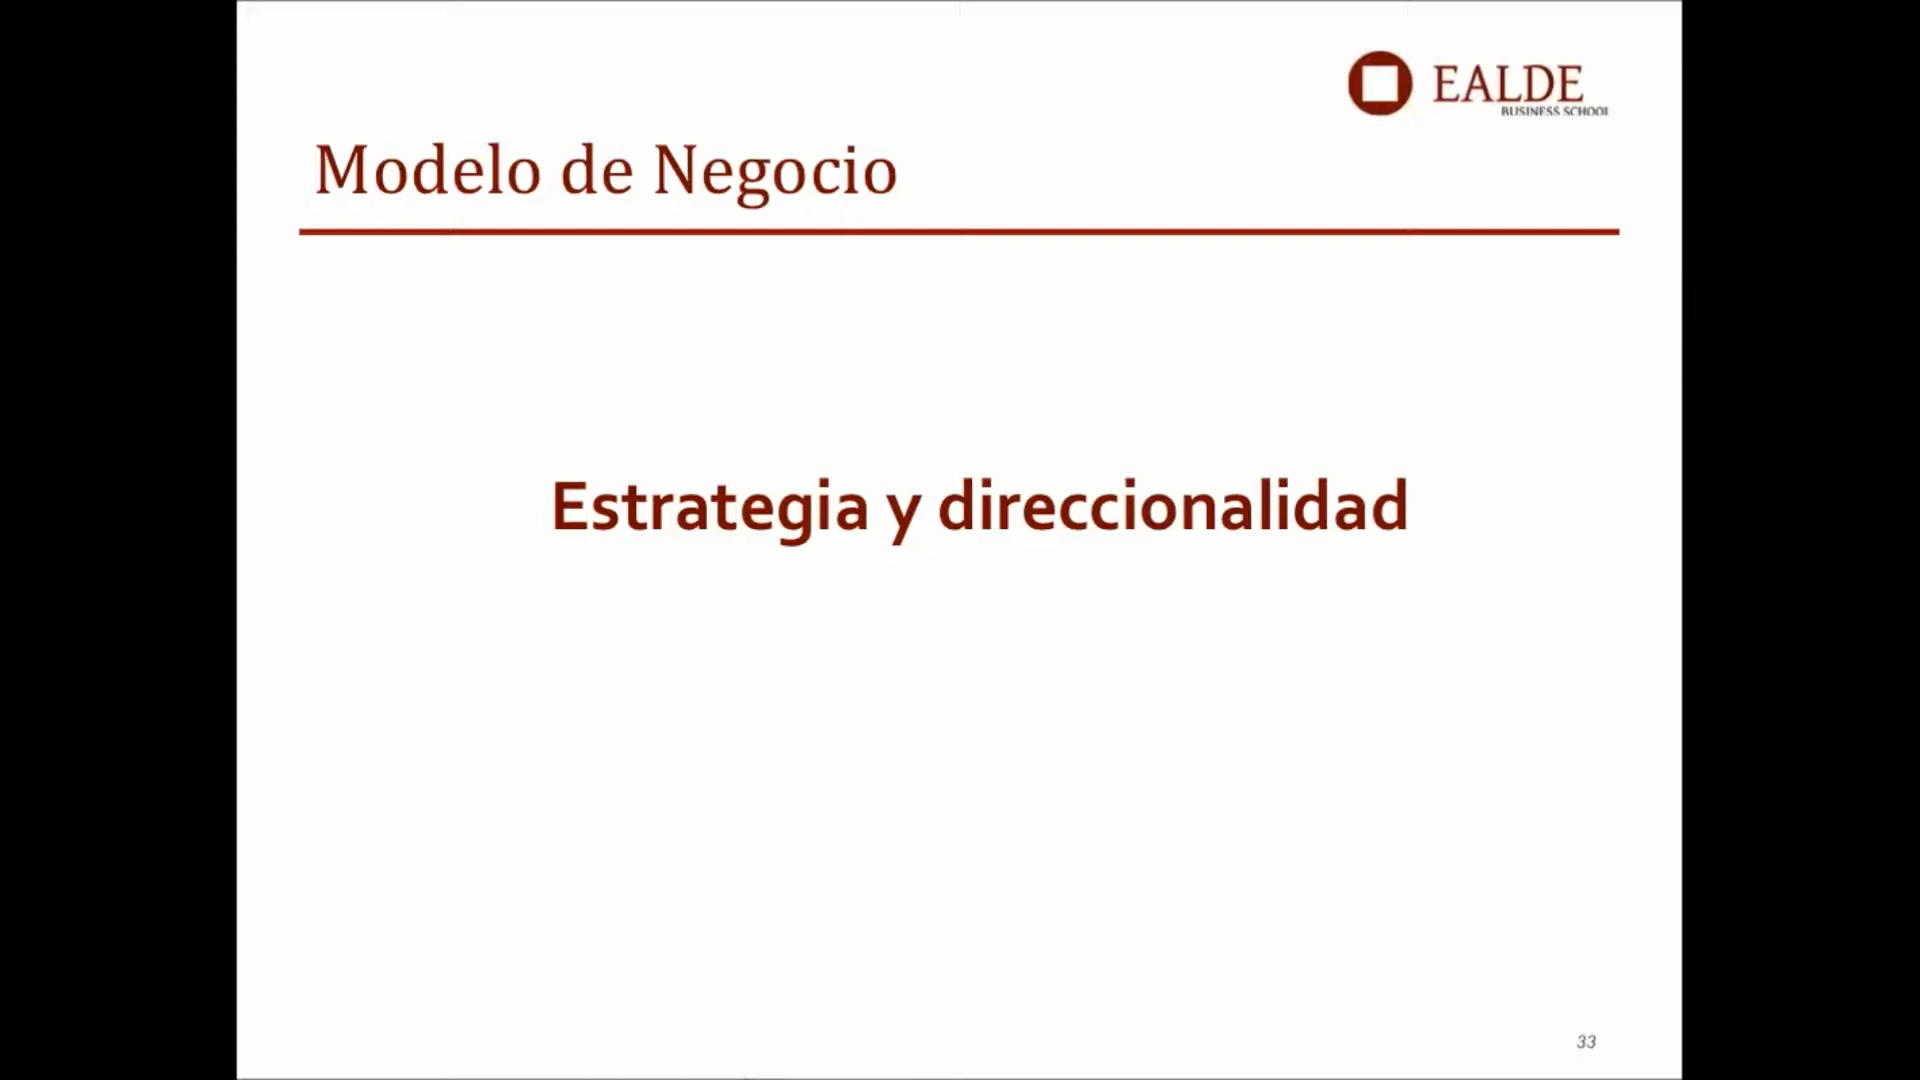 EALDE
BUSINESS SCHOOL
Modelo de Negocio
Estrategia y direccionalidad
33